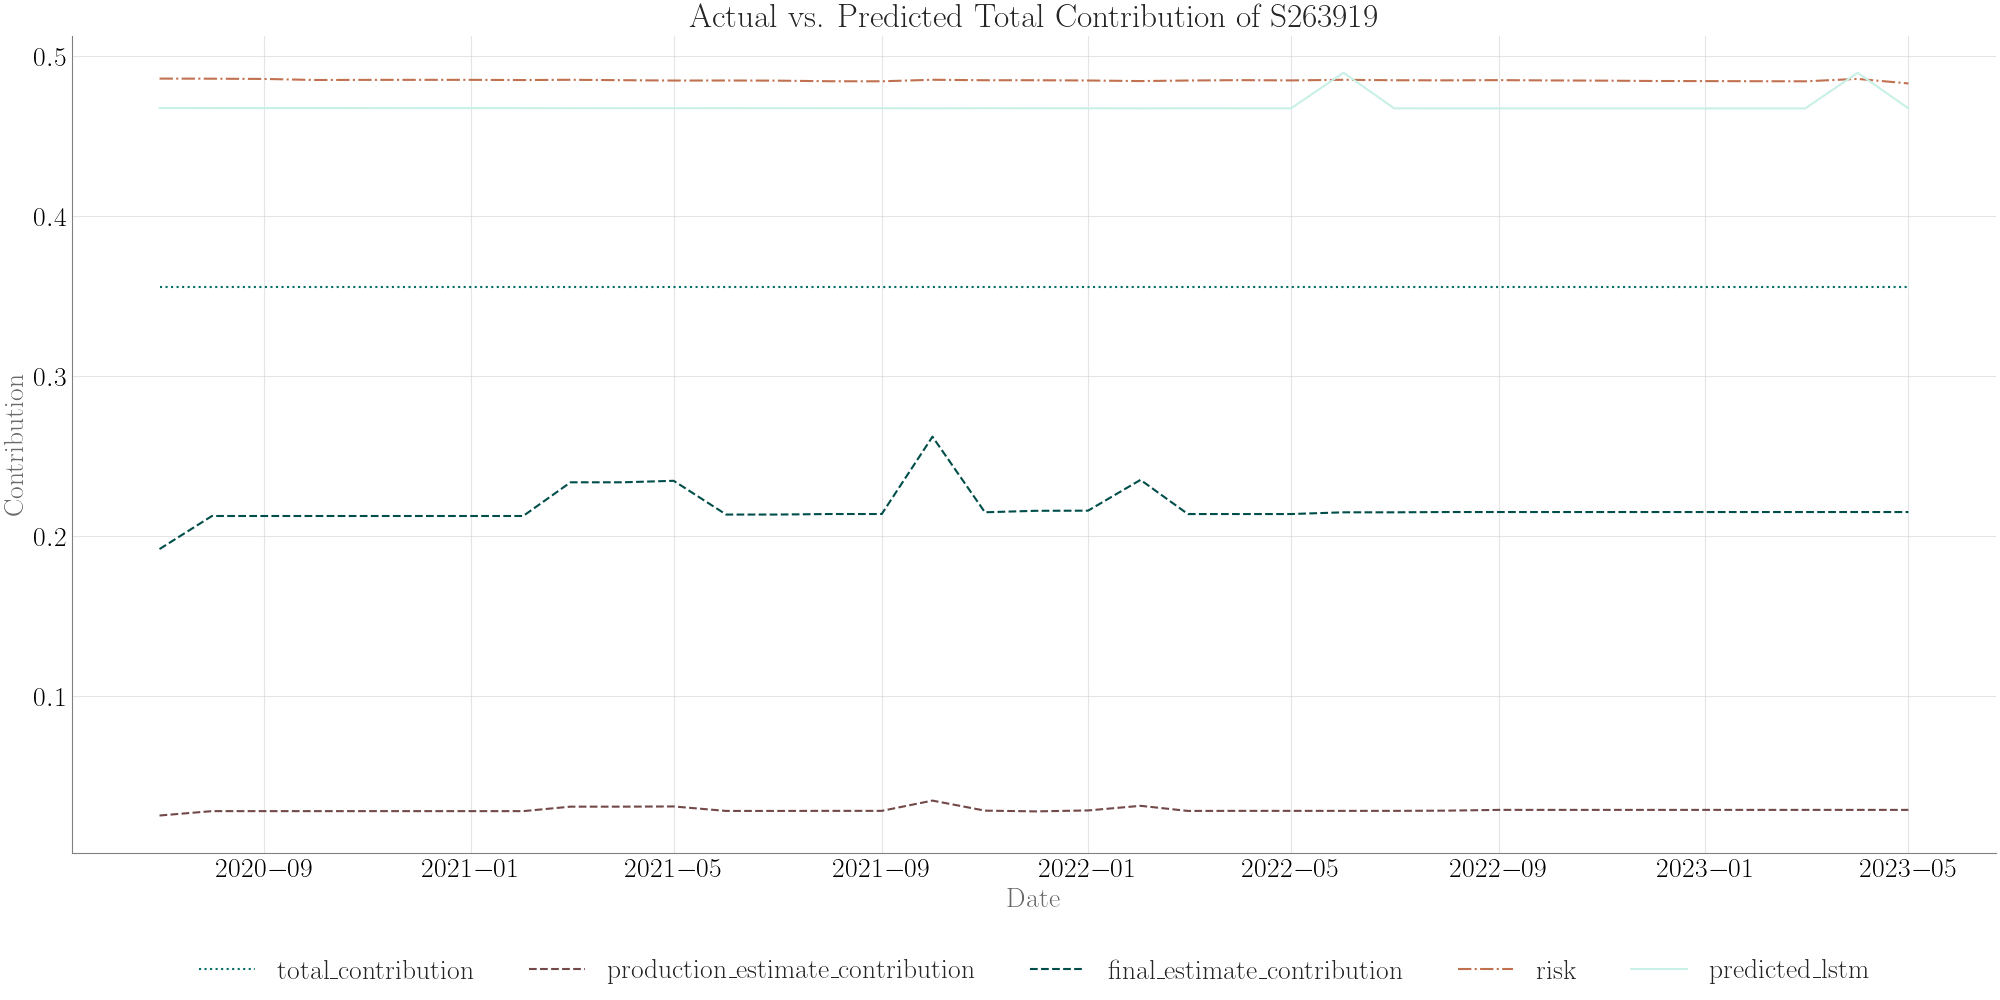 Actual vs. Predicted Total Contribution of S263919
0.5
0.4
0.3
0.2
0.1
Contribution
2020−09 2021−01 2021−05 2021−09 2022−01 2022−05 2022−09 2023−01 2023−05
Date
total_contribution production_estimate_contribution final_estimate_contribution risk predicted_lstm